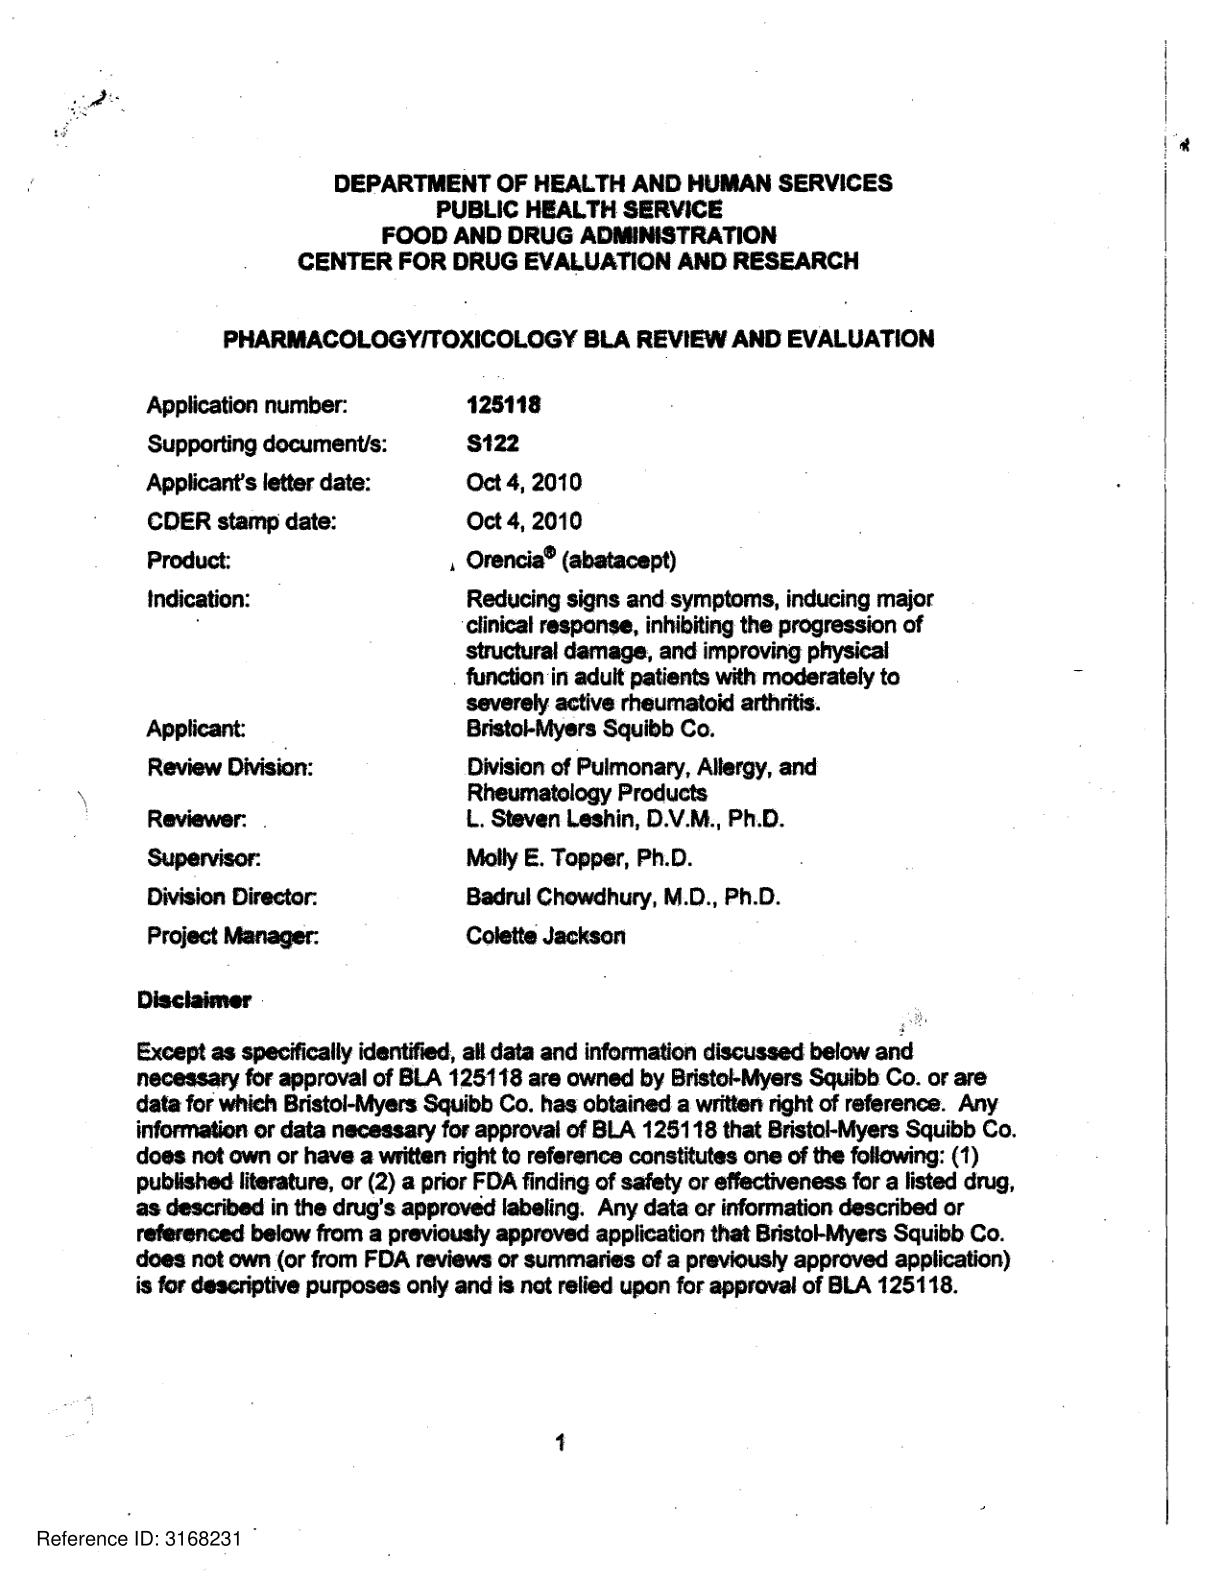 DEPARTMENT OF HEALTH AND HUMAN SERVICES
PUBLIC HEALTH SERVICE
FOOD AND DRUG ADMINISTRATION
CENTER FOR DRUG EVALUATION AND RESEARCH
PHARMACOLOGY/TOXICOLOGY BLA REVIEW AND EVALUATION
Application number: 125118
Supporting document/s: S122
Applicant's letter date: Oct 4, 2010
CDER stamp date: Oct 4, 2010
Product: Orencia® (abatacept)
Indication: Reducing signs and symptoms, inducing major
clinical response, inhibiting the progression of
structural damage, and improving physical
function in adult patients with moderately to
severely active rheumatoid arthritis.
Applicant: Bristol-Myers Squibb Co.
Review Division: Division of Pulmonary, Allergy, and
Rheumatology Products
Reviewer: L. Steven Leshin, D.V.M., Ph.D.
Supervisor: Molly E. Topper, Ph.D.
Division Director: Badrul Chowdhury, M.D., Ph.D.
Project Manager: Colette Jackson
Disclaimer
Except as specifically identified, all data and information discussed below and
necessary for approval of BLA 125118 are owned by Bristol-Myers Squibb Co. or are
data for which Bristol-Myers Squibb Co. has obtained a written right of reference. Any
information or data necessary for approval of BLA 125118 that Bristol-Myers Squibb Co.
does not own or have a written right to reference constitutes one of the following: (1)
published literature, or (2) a prior FDA finding of safety or effectiveness for a listed drug,
as described in the drug's approved labeling. Any data or information described or
referenced below from a previously approved application that Bristol-Myers Squibb Co.
does not own (or from FDA reviews or summaries of a previously approved application)
is for descriptive purposes only and is not relied upon for approval of BLA 125118.
1
Reference ID: 3168231